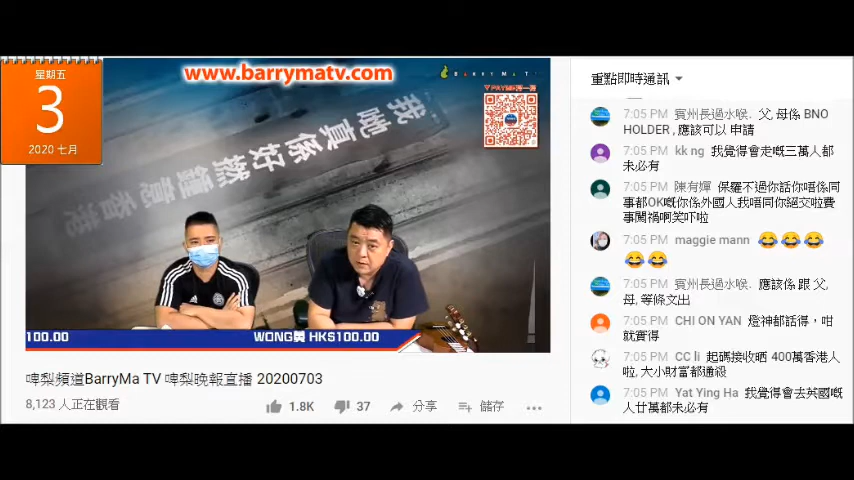 www.barrymatv.com
BARRYMAT
星期五
3
2020 七月
PAYME掃一掃
我哋真係好撚鍾意香港
100.00
WONG英 HK$100.00
啤梨頻道BarryMa TV 啤梨晚報直播 20200703
8,123 人正在觀看
1.8K
37
分享
儲存
重點即時通訊
7:05 PM 賓州長過水喉. 父 母係 BNO
HOLDER , 應該可以 申請
7:05 PM kk ng 我覺得會走嘅三萬人都
未必有
7:05 PM 陳有嬋 保羅不過你話你唔係同
事都OK嘅你係外國人我唔同你絕交啦費
事鬧禍啊笑吓啦
7:05 PM maggie mann 😂😂😂
😂😂
7:05 PM 賓州長過水喉. 應該係 跟 父,
母, 等條文出
7:05 PM CHI ON YAN 燈神都話得，咁
就實得
7:05 PM CC li 起碼接收晒 400萬香港人
啦, 大小財富都通殺
7:05 PM Yat Ying Ha 我覺得會去英國嘅
人廿萬都未必有